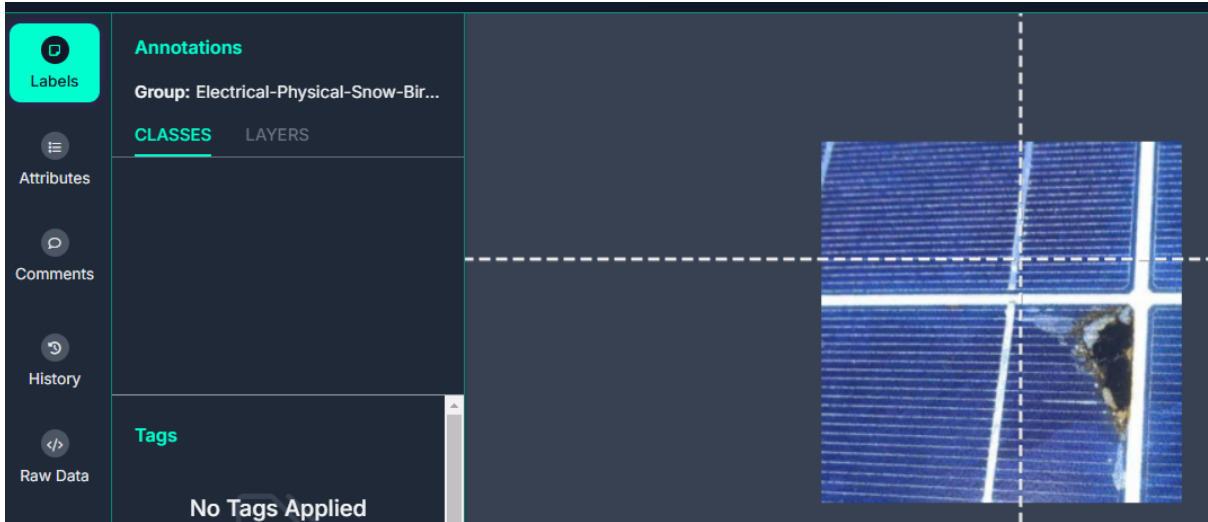 Labels
Attributes
Comments
History
</>
Raw Data
Annotations
Group: Electrical-Physical-Snow-Bir...
CLASSES LAYERS
Tags
No Tags Applied